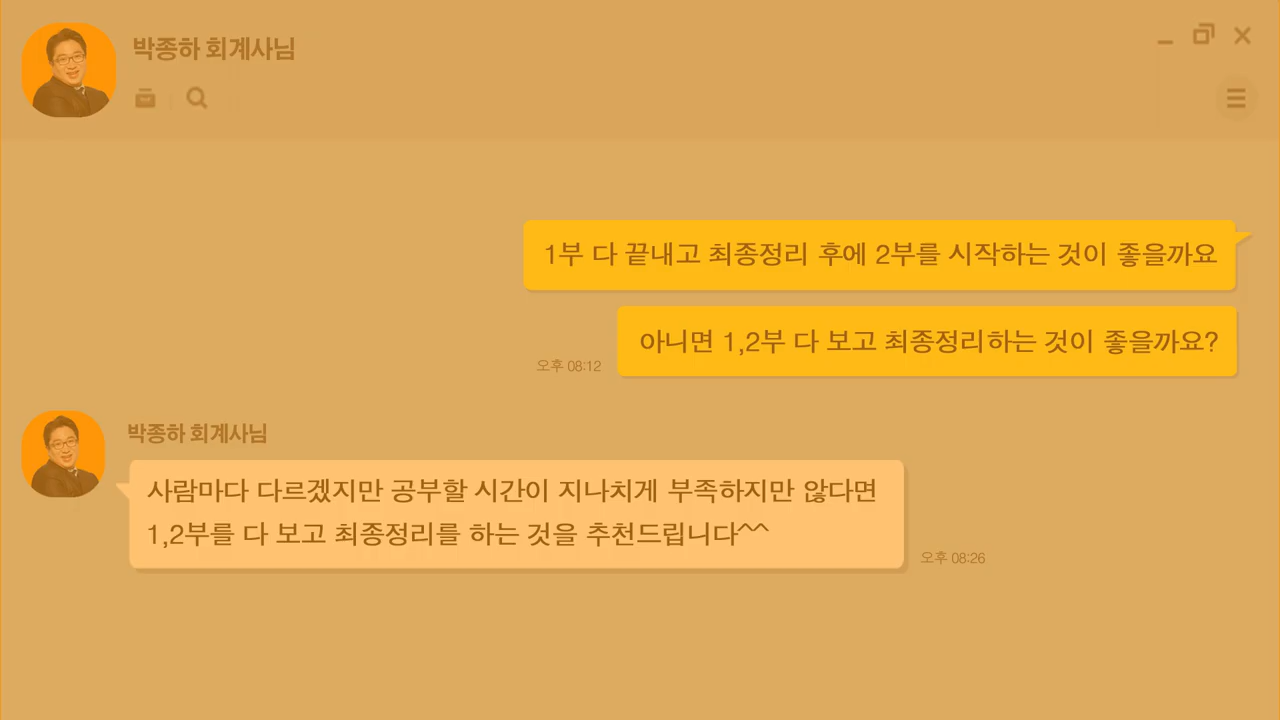 박종하 회계사님
1부 다 끝내고 최종정리 후에 2부를 시작하는 것이 좋을까요
아니면 1,2부 다 보고 최종정리하는 것이 좋을까요?
오후 08:12
박종하 회계사님
사람마다 다르겠지만 공부할 시간이 지나치게 부족하지만 않다면
1,2부를 다 보고 최종정리를 하는 것을 추천드립니다^^
오후 08:26